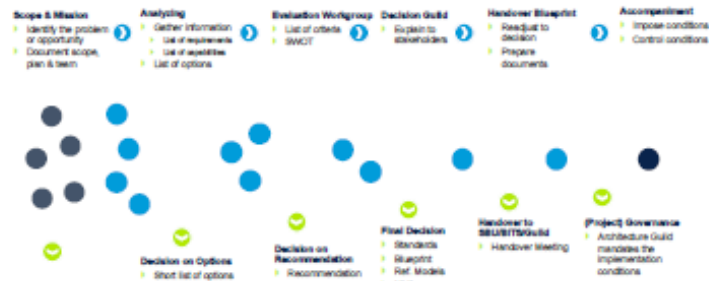 Scope & Mission
Identify the problem
or opportunity
Document scope,
plan & team
Analyzing
Gather information
List of requirements
List of capabilities
List of options
Evaluation Workgroup
List of criteria
SWOT
Decision Guild
Explain to
stakeholders
Handover Blueprint
Readjust to
decision
Prepare
documents
Accompaniment
Impose conditions
Control conditions
Decision on Options
Short list of options
Decision on
Recommendation
Recommendation
Final Decision
Standards
Blueprint
Ref. Models
Handover to
SBU/BITS/Guild
Handover Meeting
(Project) Governance
Architecture Guild
mandates the
implementation
conditions